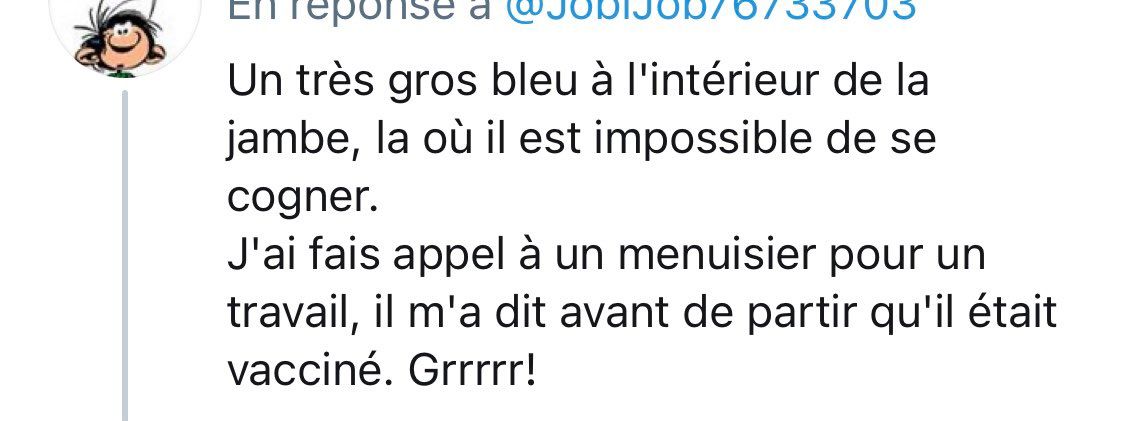 En réponse à @JobiJob76733703
Un très gros bleu à l'intérieur de la
jambe, la où il est impossible de se
cogner.
J'ai fais appel à un menuisier pour un
travail, il m'a dit avant de partir qu'il était
vacciné. Grrrrr!